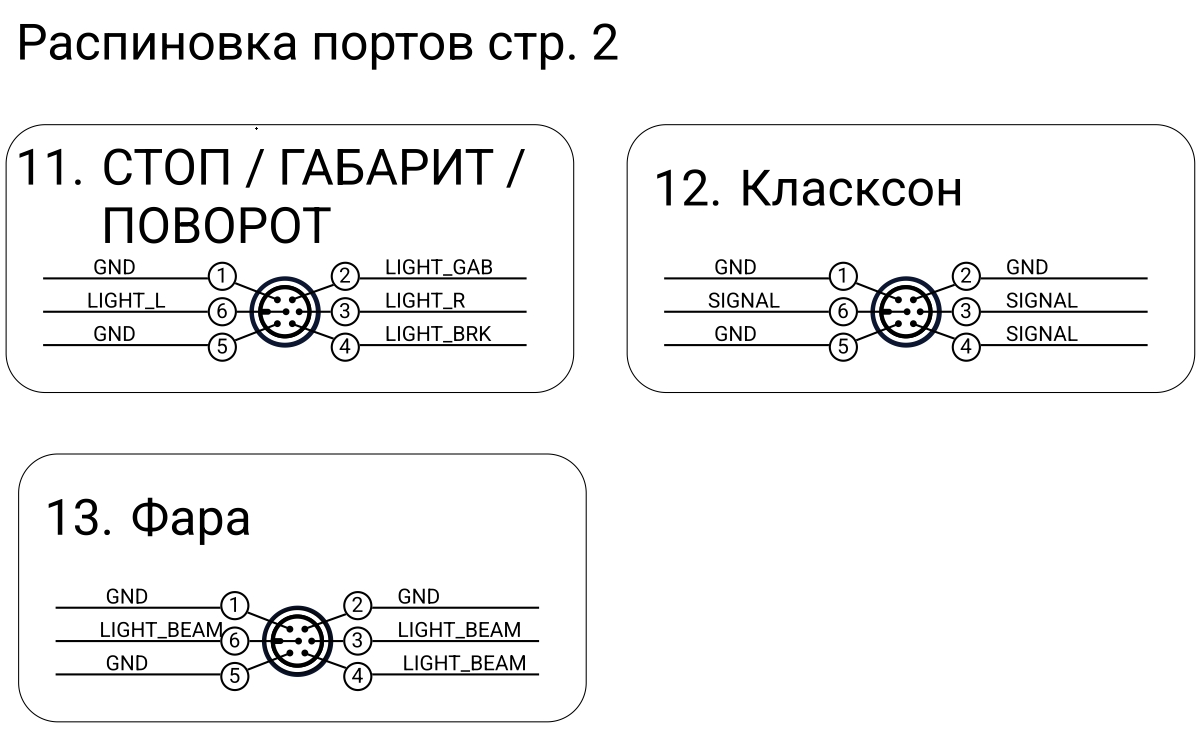 Распиновка портов стр. 2
11. СТОП / ГАБАРИТ /
ПОВОРОТ
GND 1 2 LIGHT_GAB
LIGHT_L 6 3 LIGHT_R
GND 5 4 LIGHT_BRK
12. Класксон
GND 1 2 GND
SIGNAL 6 3 SIGNAL
GND 5 4 SIGNAL
13. Фара
GND 1 2 GND
LIGHT_BEAM 6 3 LIGHT_BEAM
GND 5 4 LIGHT_BEAM